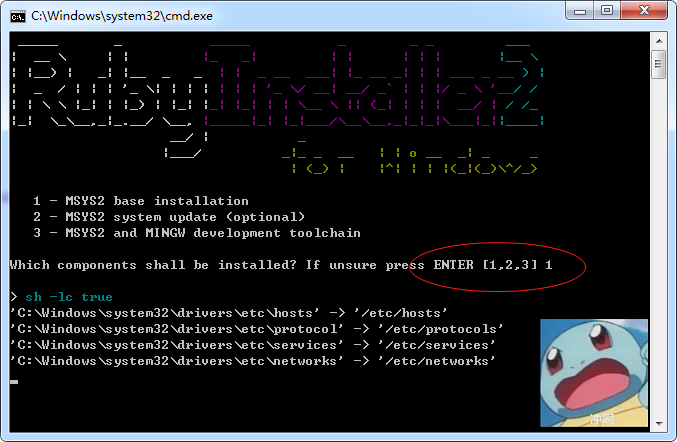 C:\Windows\system32\cmd.exe
RubyInstaller2
for Windows
1 - MSYS2 base installation
2 - MSYS2 system update (optional)
3 - MSYS2 and MINGW development toolchain
Which components shall be installed? If unsure press ENTER [1,2,3] 1
> sh -lc true
'C:\Windows\system32\drivers\etc\hosts' -> '/etc/hosts'
'C:\Windows\system32\drivers\etc\protocol' -> '/etc/protocols'
'C:\Windows\system32\drivers\etc\services' -> '/etc/services'
'C:\Windows\system32\drivers\etc\networks' -> '/etc/networks'